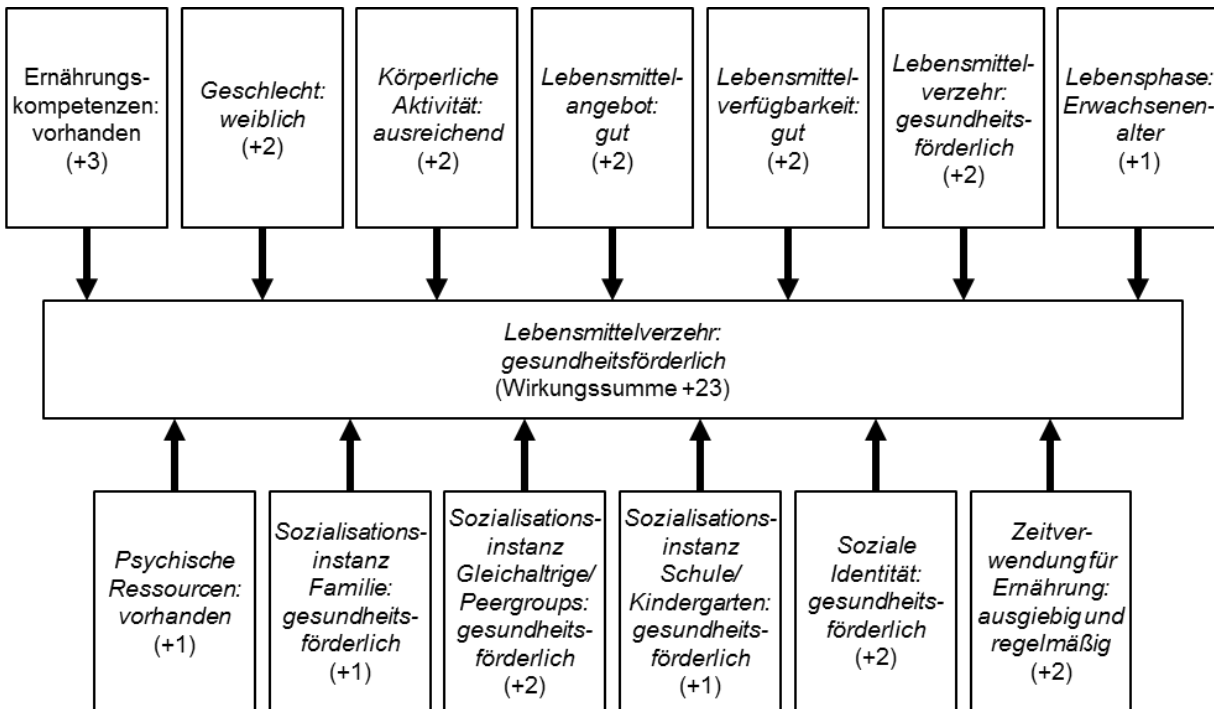 Ernährungs-
kompetenzen:
vorhanden
(+3)
Geschlecht:
weiblich
(+2)
Körperliche
Aktivität:
ausreichend
(+2)
Lebensmittel-
angebot:
gut
(+2)
Lebensmittel-
verfügbarkeit:
gut
(+2)
Lebensmittel-
verzehr:
gesundheits-
förderlich
(+2)
Lebensphase:
Erwachsenen-
alter
(+1)
Lebensmittelverzehr:
gesundheitsförderlich
(Wirkungssumme +23)
Psychische
Ressourcen:
vorhanden
(+1)
Sozialisations-
instanz
Familie:
gesundheits-
förderlich
(+1)
Sozialisations-
instanz
Gleichaltrige/
Peergroups:
gesundheits-
förderlich
(+2)
Sozialisations-
instanz
Schule/
Kindergarten:
gesundheits-
förderlich
(+1)
Soziale
Identität:
gesundheits-
förderlich
(+2)
Zeitver-
wendung für
Ernährung:
ausgiebig und
regelmäßig
(+2)